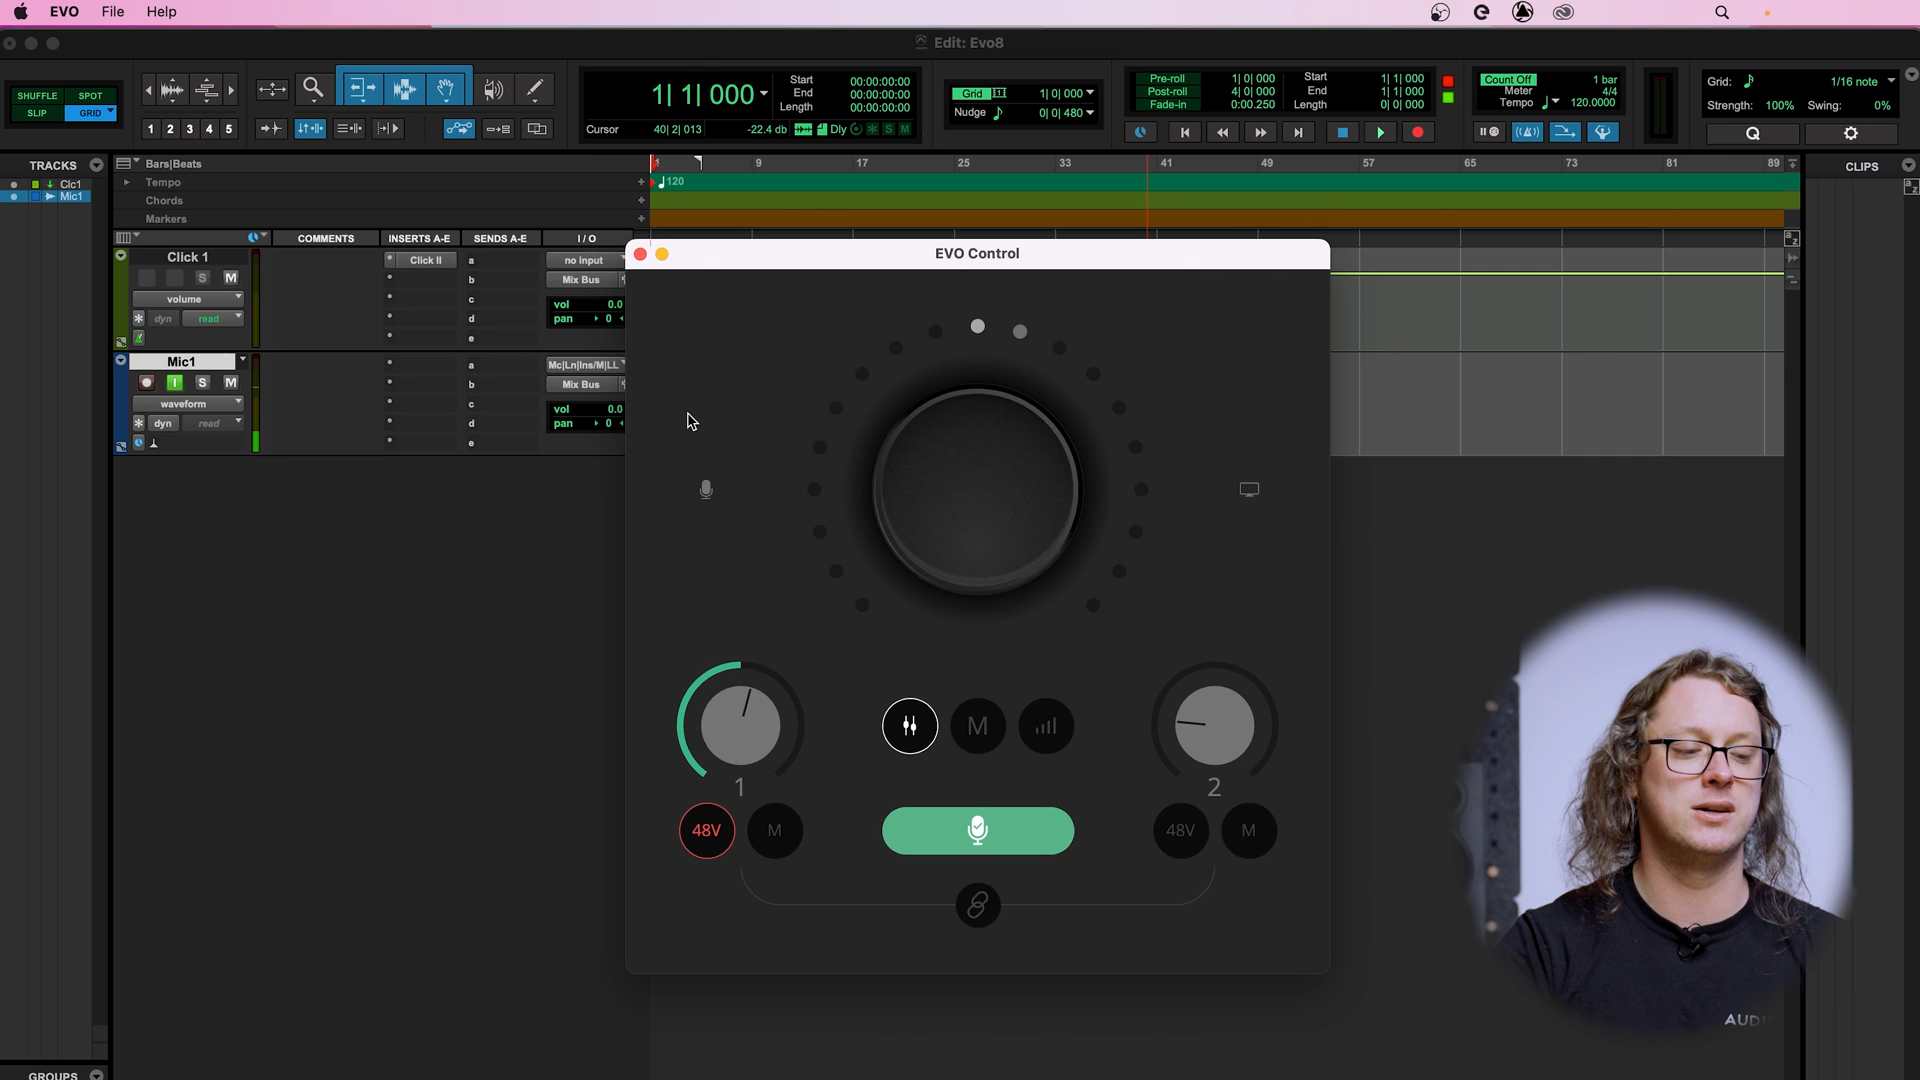 EVO File Help
Edit: Evo8
SHUFFLE SPOT
SLIP GRID
1 2 3 4 5
1| 1| 000
Start 00:00:00:00
End 00:00:00:00
Length 00:00:00:00
Cursor 40| 2| 013 -22.4 db Dly S M
Grid 1| 0| 000
Nudge 0| 0| 480
Pre-roll 1| 0| 000
Post-roll 4| 0| 000
Fade-in 0:00.250
Start 1| 1| 000
End 1| 1| 000
Length 0| 0| 000
Count Off 1 bar
Meter 4/4
Tempo 120.0000
Grid: 1/16 note
Strength: 100% Swing: 0%
Q
TRACKS
Clc1
Mic1
Bars|Beats
1 9 17 25 33 41 49 57 65 73 81 89
Tempo + 120
Chords +
Markers +
CLIPS
a z
COMMENTS INSERTS A-E SENDS A-E I / O
Click 1
S M
volume
dyn read
Click II
a
b
c
d
e
no input
Mix Bus
vol 0.0
pan 0
Mic1
I S M
waveform
dyn read
a
b
c
d
e
Mc|Ln|Ins/M|LL
Mix Bus
vol 0.0
pan 0
EVO Control
M
1
2
48V M
48V M
AUD
GROUPS